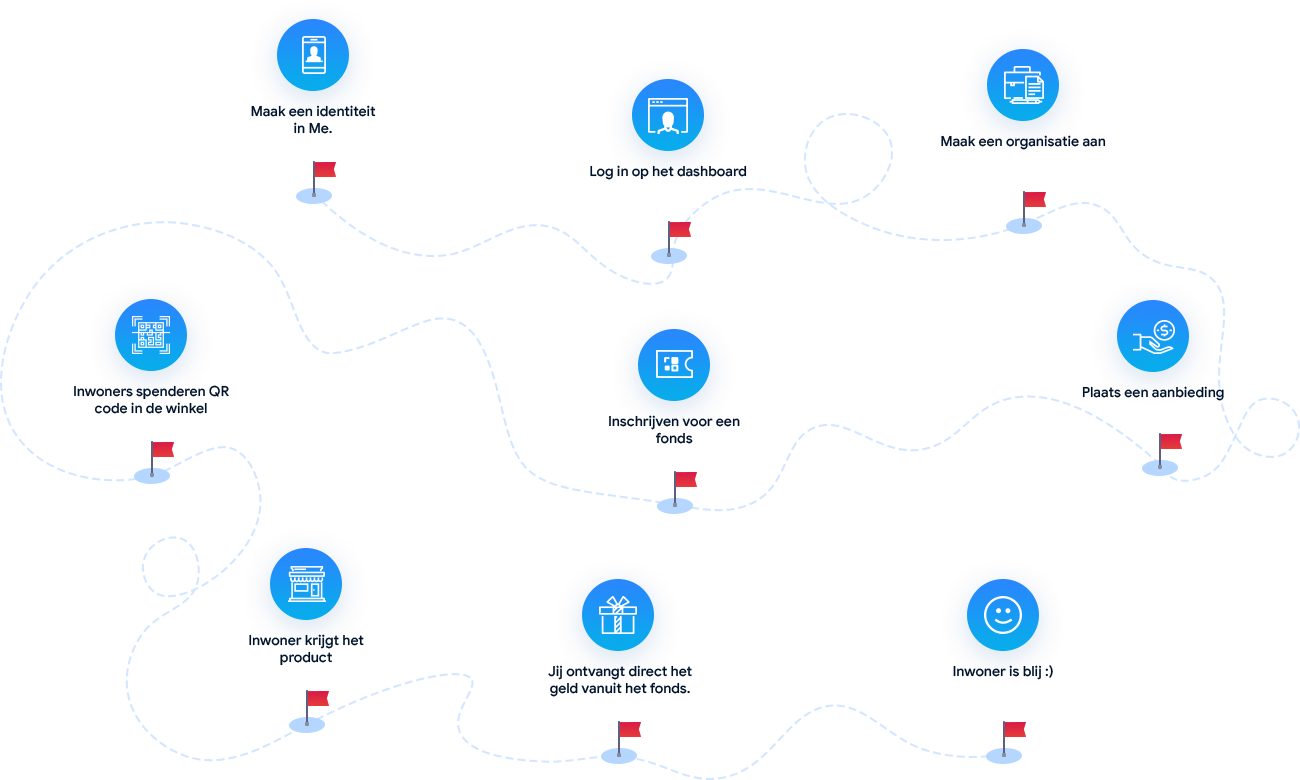 Maak een identiteit
in Me.
Log in op het dashboard
Maak een organisatie aan
Plaats een aanbieding
Inschrijven voor een
fonds
Inwoners spenderen QR
code in de winkel
Inwoner krijgt het
product
Jij ontvangt direct het
geld vanuit het fonds.
Inwoner is blij :)